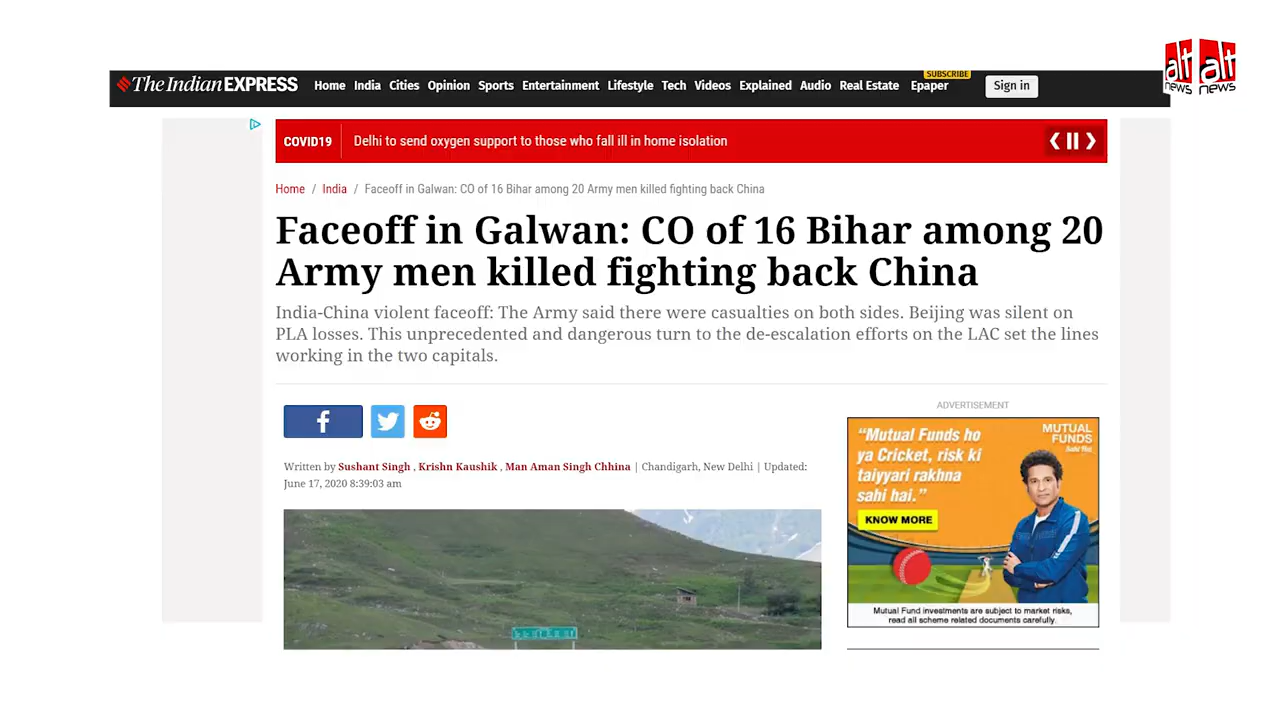 The Indian EXPRESS
Home India Cities Opinion Sports Entertainment Lifestyle Tech Videos Explained Audio Real Estate Epaper
SUBSCRIBE
Sign in
alt news alt news
COVID19 Delhi to send oxygen support to those who fall ill in home isolation
Home / India / Faceoff in Galwan: CO of 16 Bihar among 20 Army men killed fighting back China
Faceoff in Galwan: CO of 16 Bihar among 20
Army men killed fighting back China
India-China violent faceoff: The Army said there were casualties on both sides. Beijing was silent on
PLA losses. This unprecedented and dangerous turn to the de-escalation efforts on the LAC set the lines
working in the two capitals.
Written by Sushant Singh , Krishn Kaushik , Man Aman Singh Chhina | Chandigarh, New Delhi | Updated:
June 17, 2020 8:39:03 am
ADVERTISEMENT
“Mutual Funds ho
ya Cricket, risk ki
taiyyari rakhna
sahi hai.”
KNOW MORE
MUTUAL
FUNDS
Sahi Hai
Mutual Fund investments are subject to market risks,
read all scheme related documents carefully.